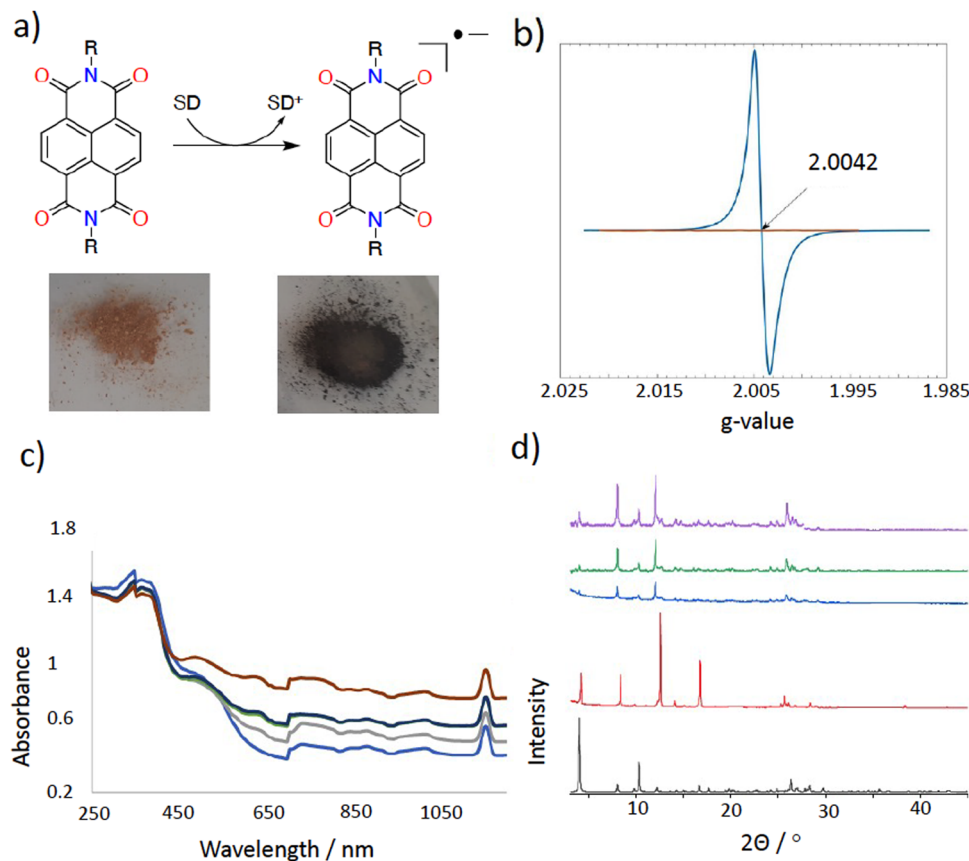 a)
R
R
O
N
O
O
N
O
SD
SD⁺
O
N
O
O
N
O
• —
R
R
b)
2.0042
2.025
2.015
2.005
1.995
1.985
g-value
c)
1.8
1.4
1
0.6
0.2
Absorbance
250
450
650
850
1050
Wavelength / nm
d)
Intensity
10
20
30
40
2Θ / °